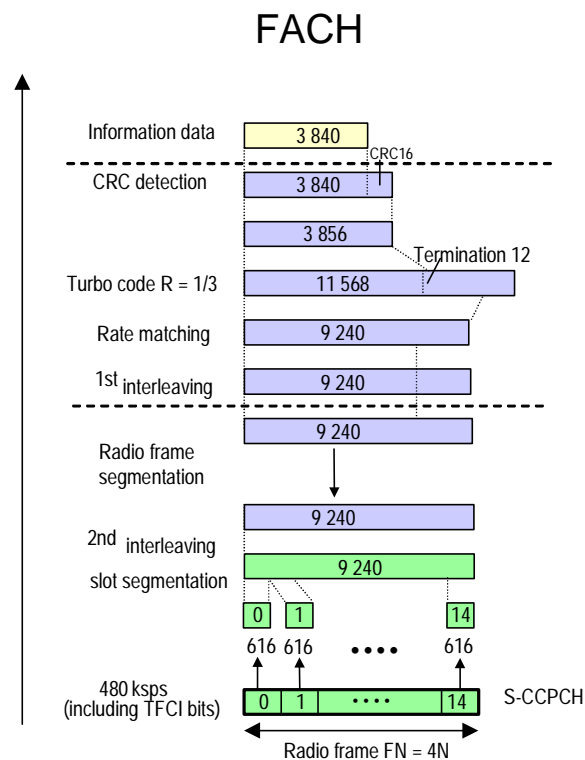 FACH
Information data
3 840
CRC16
CRC detection
3 840
3 856
Termination 12
Turbo code R = 1/3
11 568
Rate matching
9 240
1st interleaving
9 240
9 240
Radio frame
segmentation
9 240
2nd interleaving
slot segmentation
9 240
0 1 14
616 616 •••• 616
480 ksps
(including TFCI bits)
0 1 •••• 14
S-CCPCH
Radio frame FN = 4N